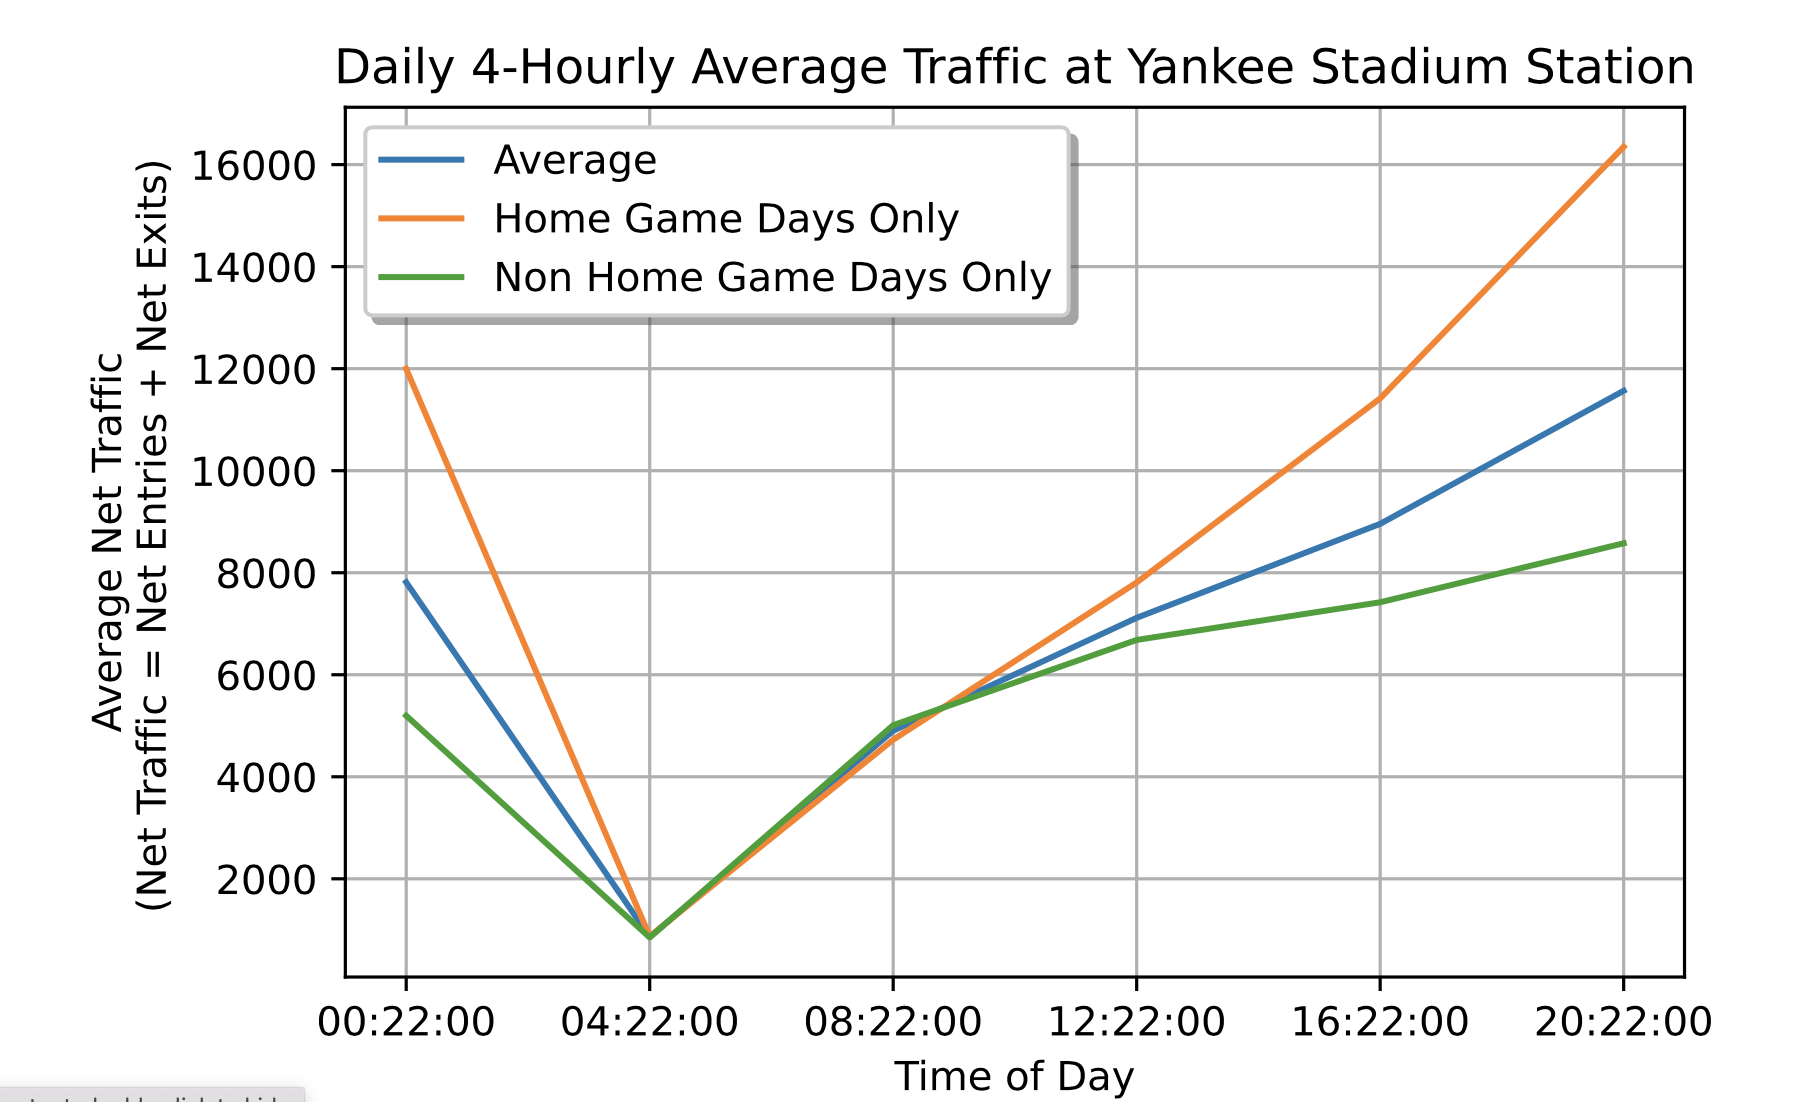 Daily 4-Hourly Average Traffic at Yankee Stadium Station
Average
Home Game Days Only
Non Home Game Days Only
Average Net Traffic
(Net Traffic = Net Entries + Net Exits)
16000
14000
12000
10000
8000
6000
4000
2000
00:22:00 04:22:00 08:22:00 12:22:00 16:22:00 20:22:00
Time of Day